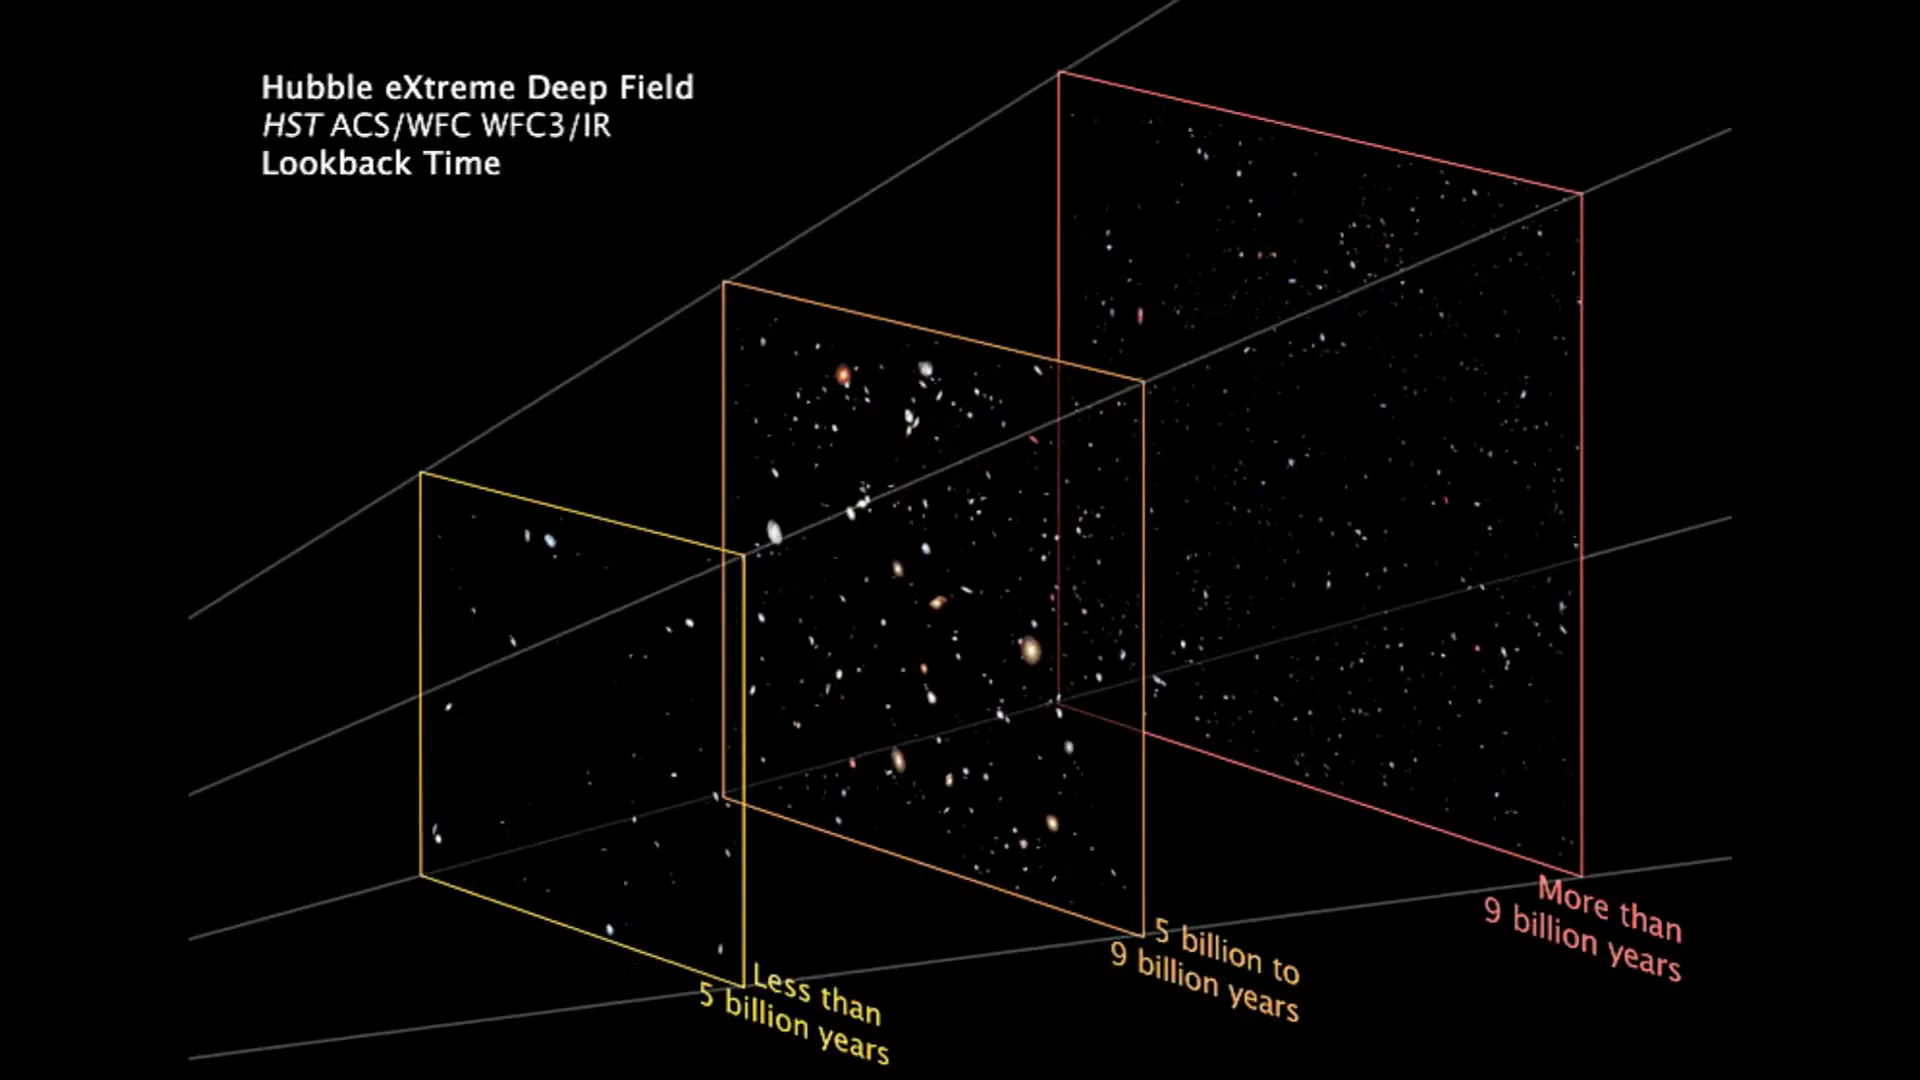 Hubble eXtreme Deep Field
HST ACS/WFC WFC3/IR
Lookback Time
Less than
5 billion years
5 billion to
9 billion years
More than
9 billion years